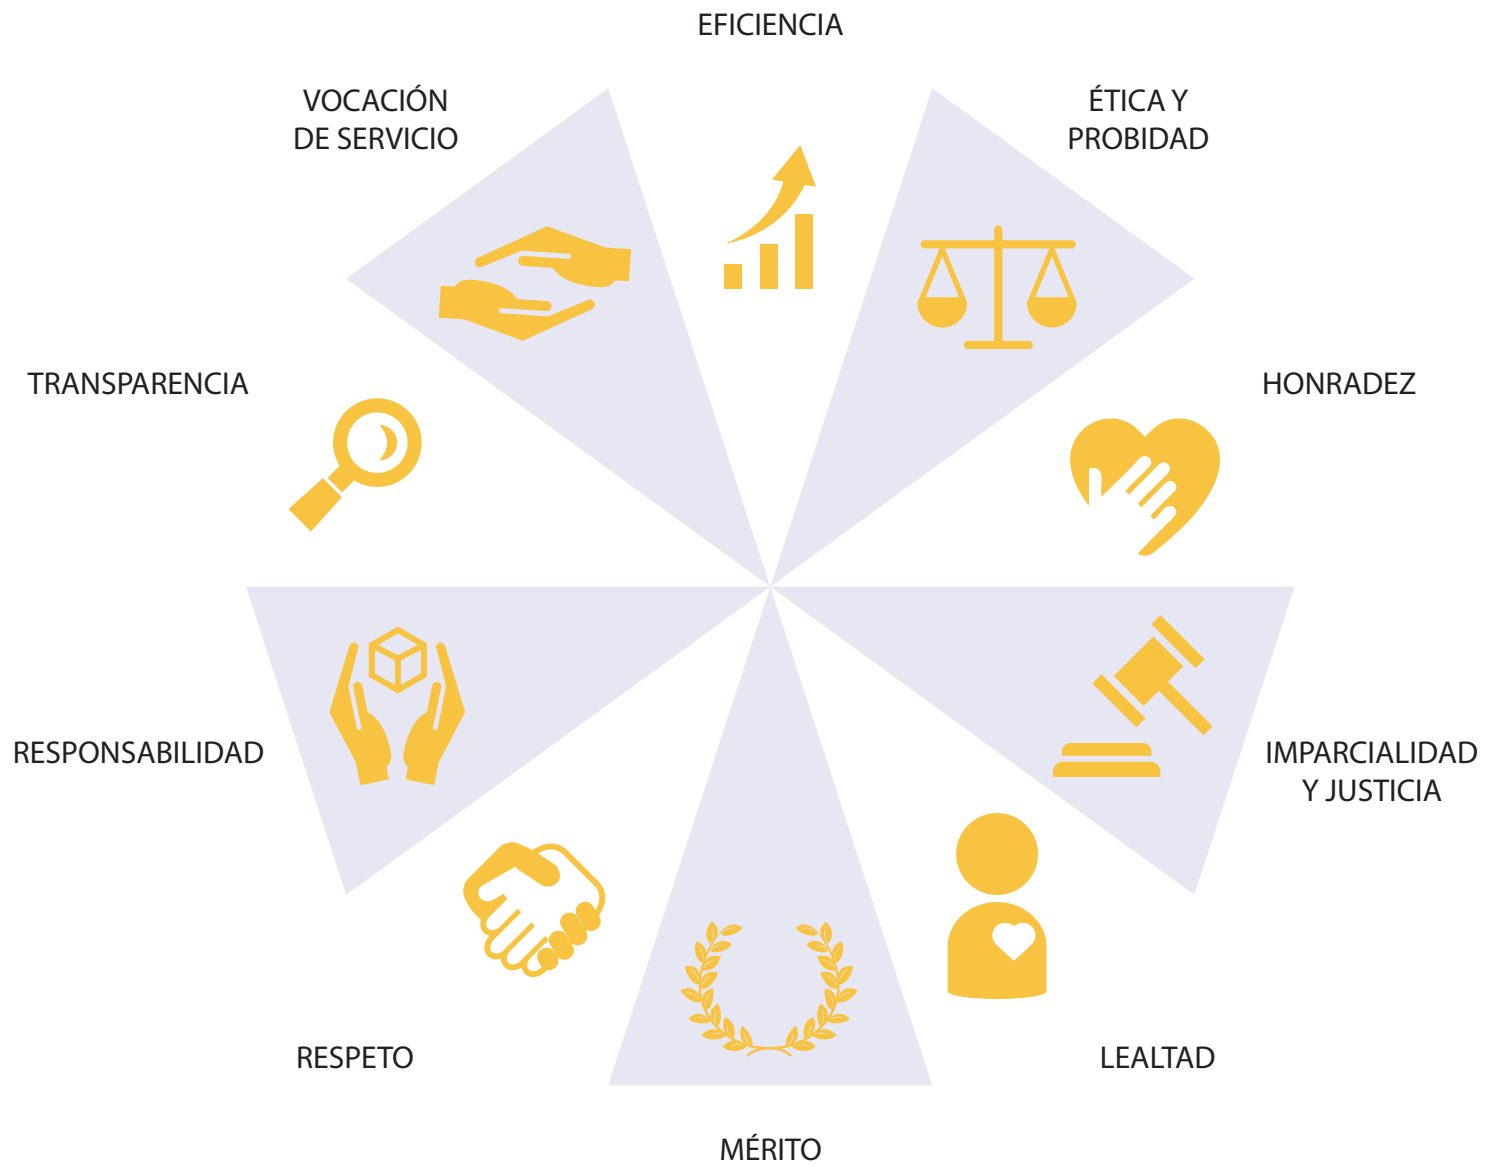 EFICIENCIA
VOCACIÓN
DE SERVICIO
ÉTICA Y
PROBIDAD
TRANSPARENCIA
HONRADEZ
RESPONSABILIDAD
IMPARCIALIDAD
Y JUSTICIA
RESPETO
LEALTAD
MÉRITO